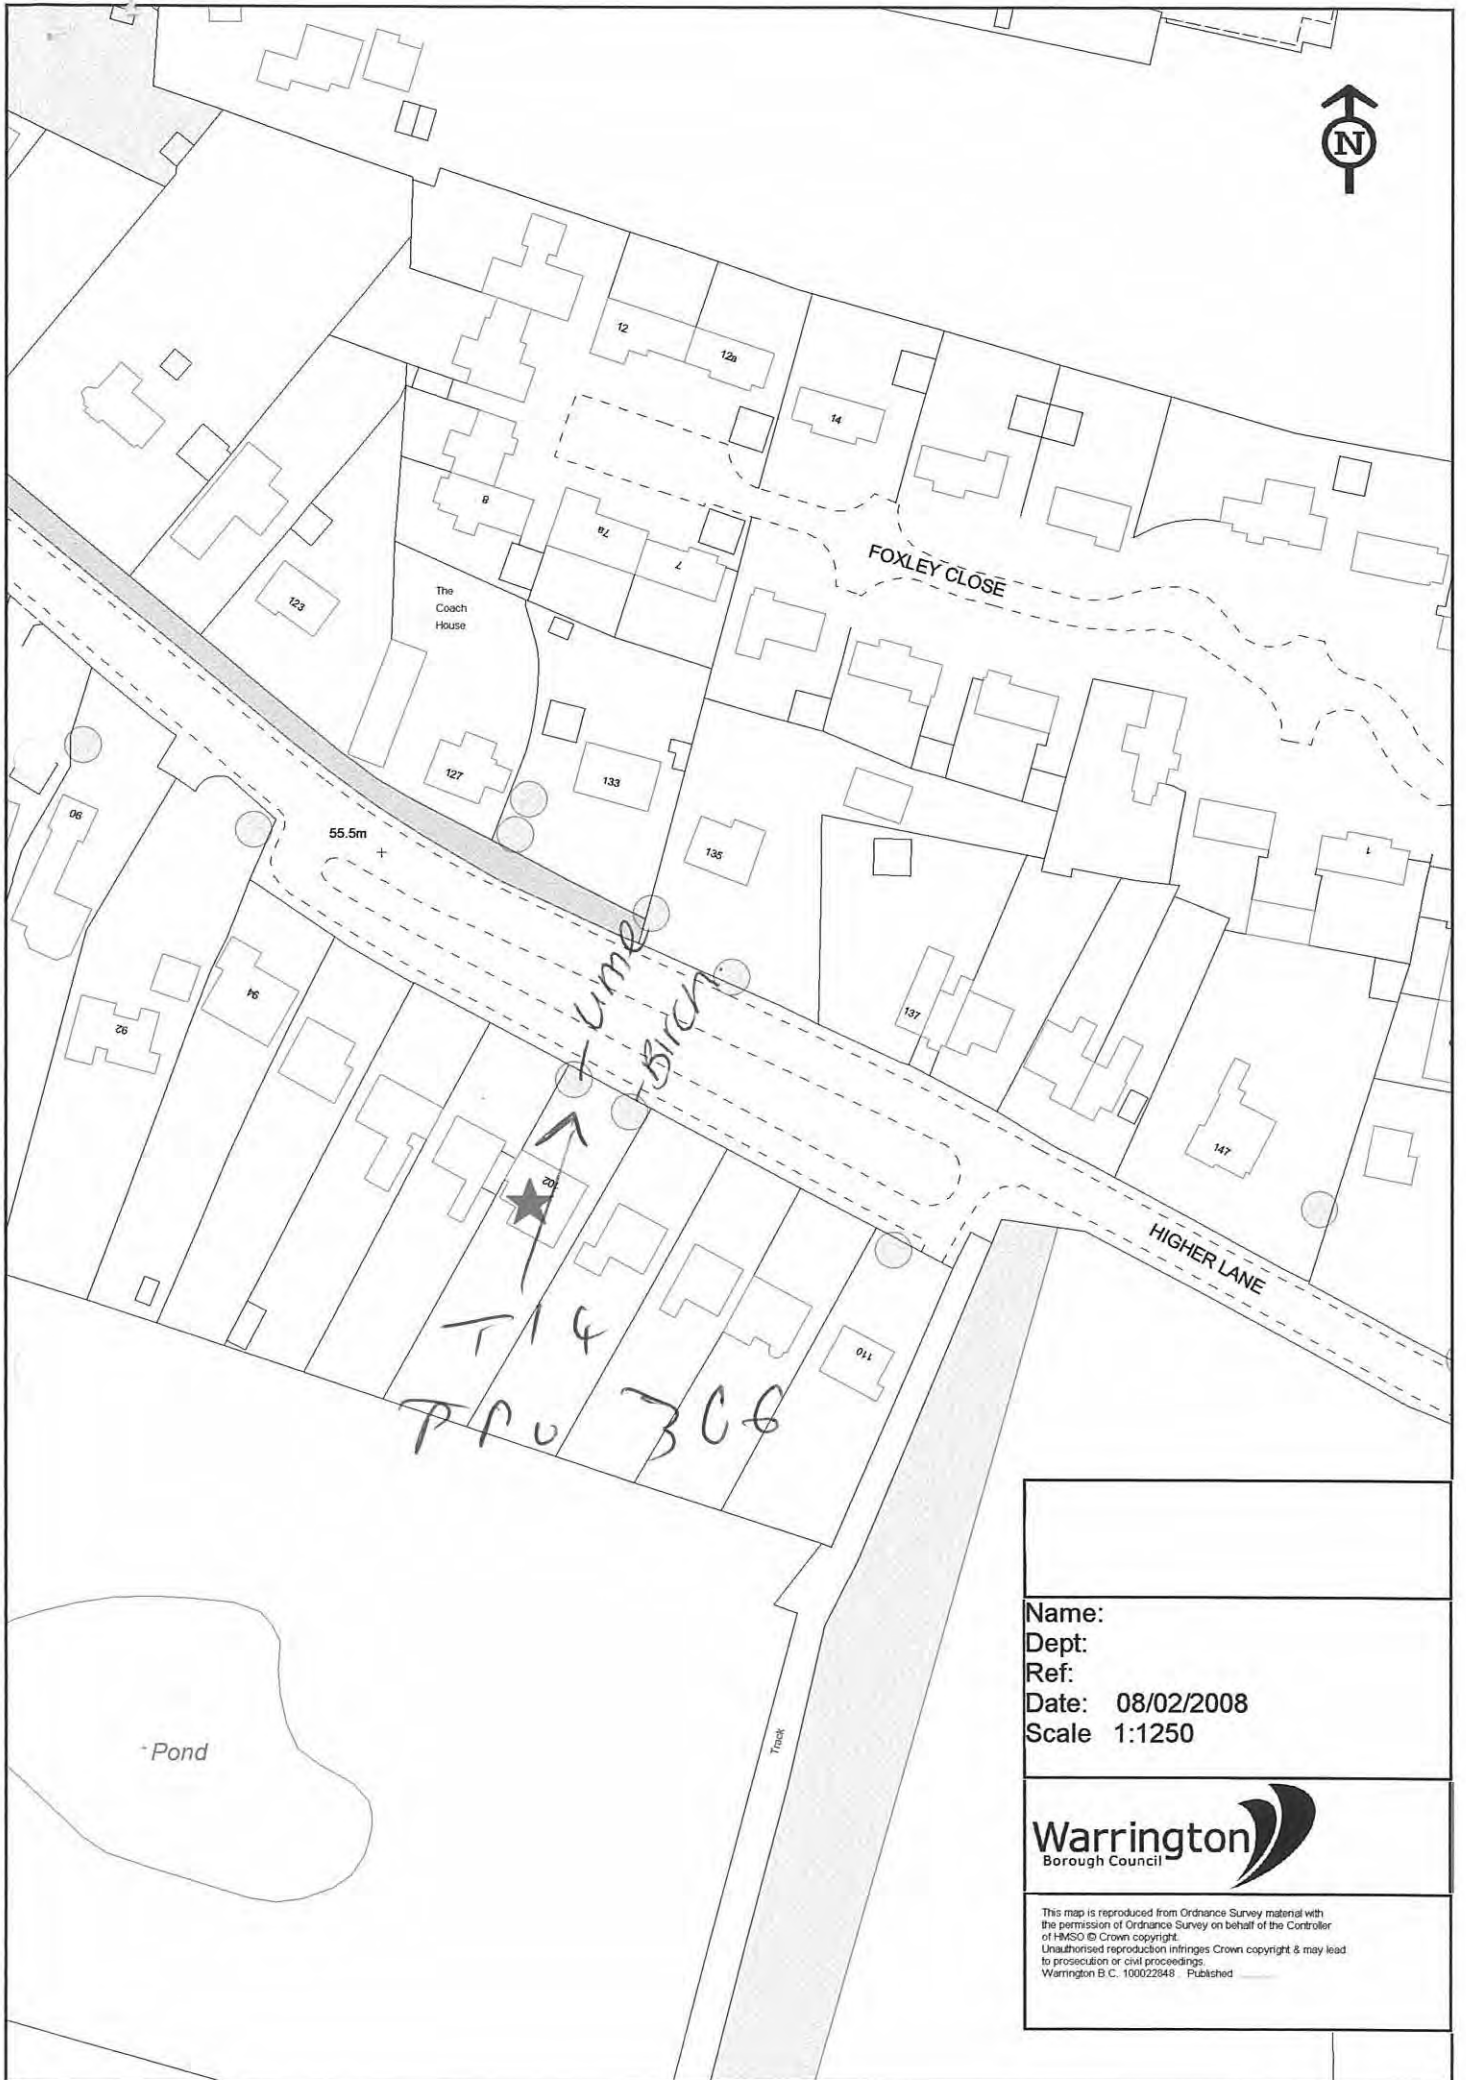 N
12
12a
14
8
7a
7
FOXLEY CLOSE
The
Coach
House
123
127
133
90
55.5m
135
1
Lime
94
Birch
137
92
147
102
HIGHER LANE
T14
110
TPO 306
Name:
Dept:
Ref:
Date: 08/02/2008
Scale 1:1250
Pond
Track
Warrington
Borough Council
This map is reproduced from Ordnance Survey material with
the permission of Ordnance Survey on behalf of the Controller
of HMSO © Crown copyright.
Unauthorised reproduction infringes Crown copyright & may lead
to prosecution or civil proceedings.
Warrington B.C. 100022848 . Published